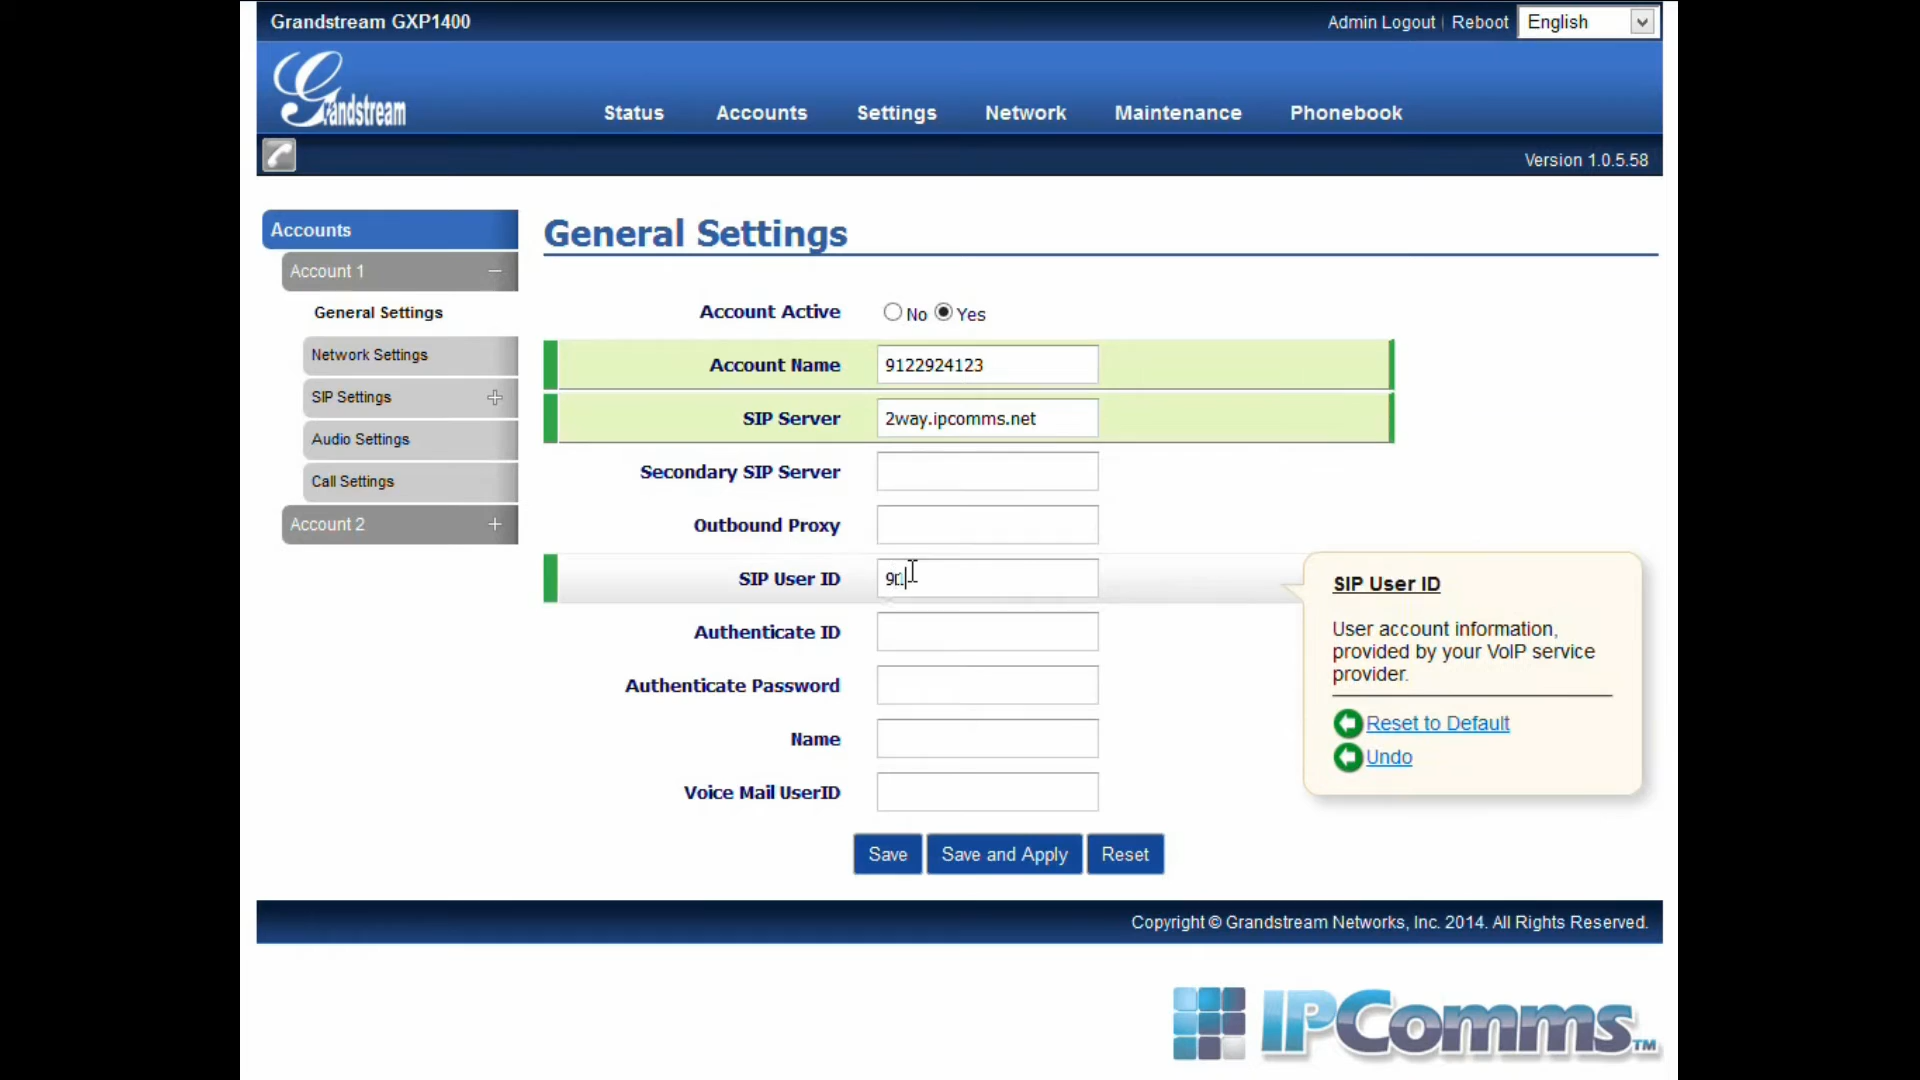 Grandstream GXP1400
Admin Logout | Reboot
English
Grandstream
Status
Accounts
Settings
Network
Maintenance
Phonebook
Version 1.0.5.58
Accounts
Account 1
General Settings
Network Settings
SIP Settings
Audio Settings
Call Settings
Account 2
General Settings
Account Active
No
Yes
Account Name
9122924123
SIP Server
2way.ipcomms.net
Secondary SIP Server
Outbound Proxy
SIP User ID
Authenticate ID
Authenticate Password
Name
Voice Mail UserID
SIP User ID
User account information,
provided by your VoIP service
provider.
Reset to Default
Undo
Save
Save and Apply
Reset
Copyright © Grandstream Networks, Inc. 2014. All Rights Reserved.
IPComms™